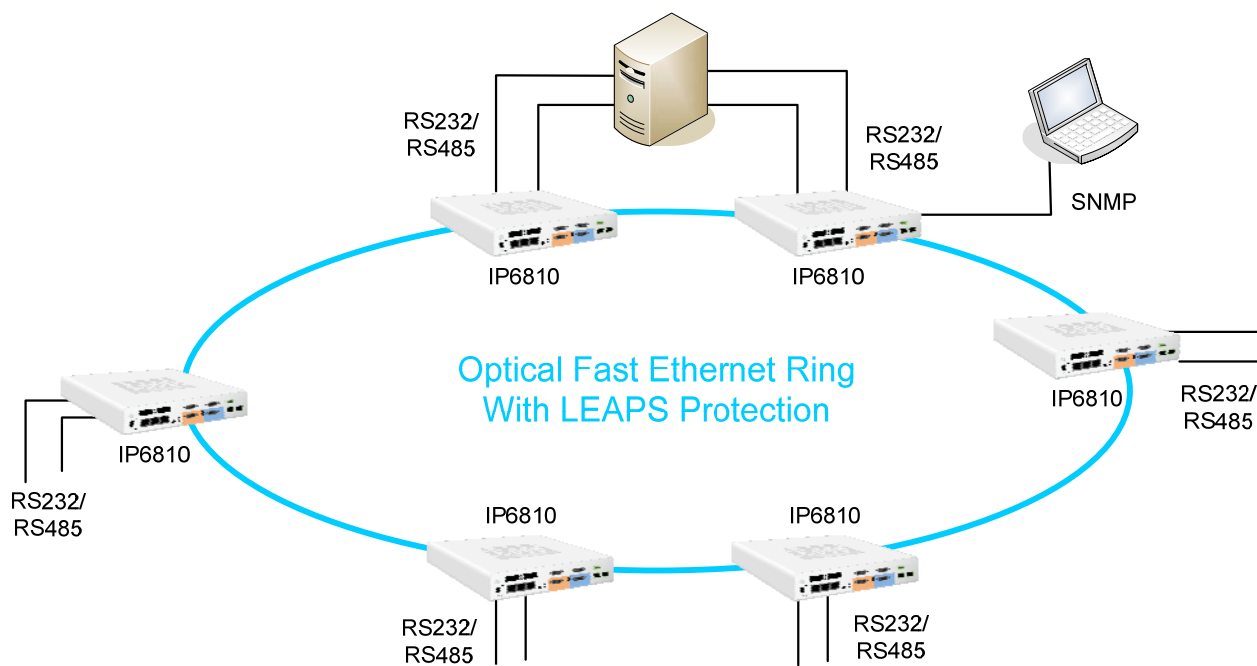 RS232/
RS485
RS232/
RS485
SNMP
IP6810
IP6810
Optical Fast Ethernet Ring
With LEAPS Protection
IP6810
RS232/
RS485
IP6810
RS232/
RS485
IP6810
IP6810
RS232/
RS485
RS232/
RS485